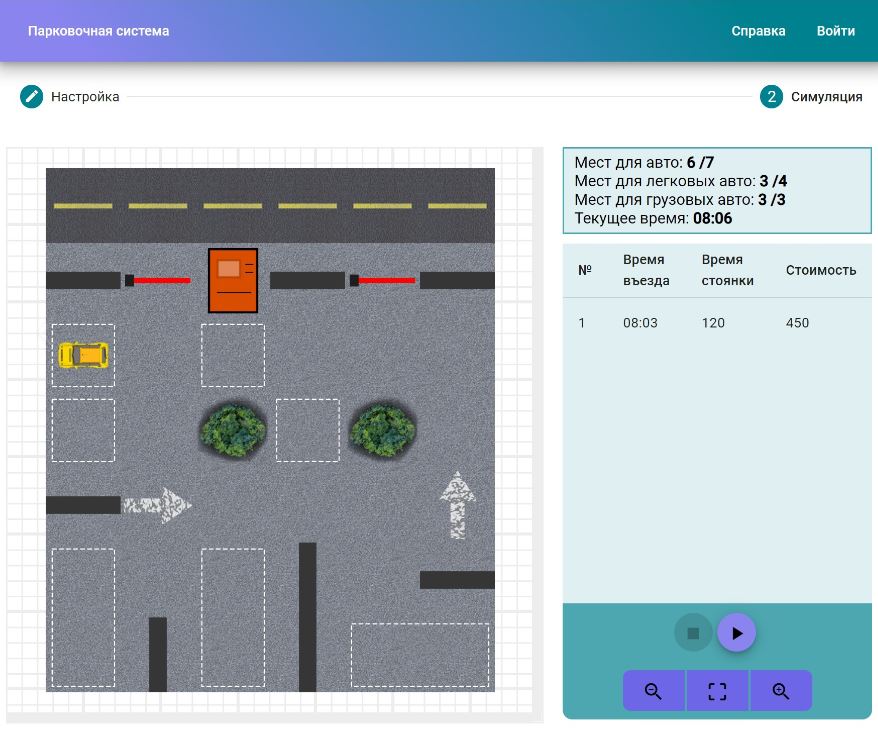 Парковочная система
Справка
Войти
Настройка
2 Симуляция
Мест для авто: 6 /7
Мест для легковых авто: 3 /4
Мест для грузовых авто: 3 /3
Текущее время: 08:06
№ Время въезда Время стоянки Стоимость
1 08:03 120 450